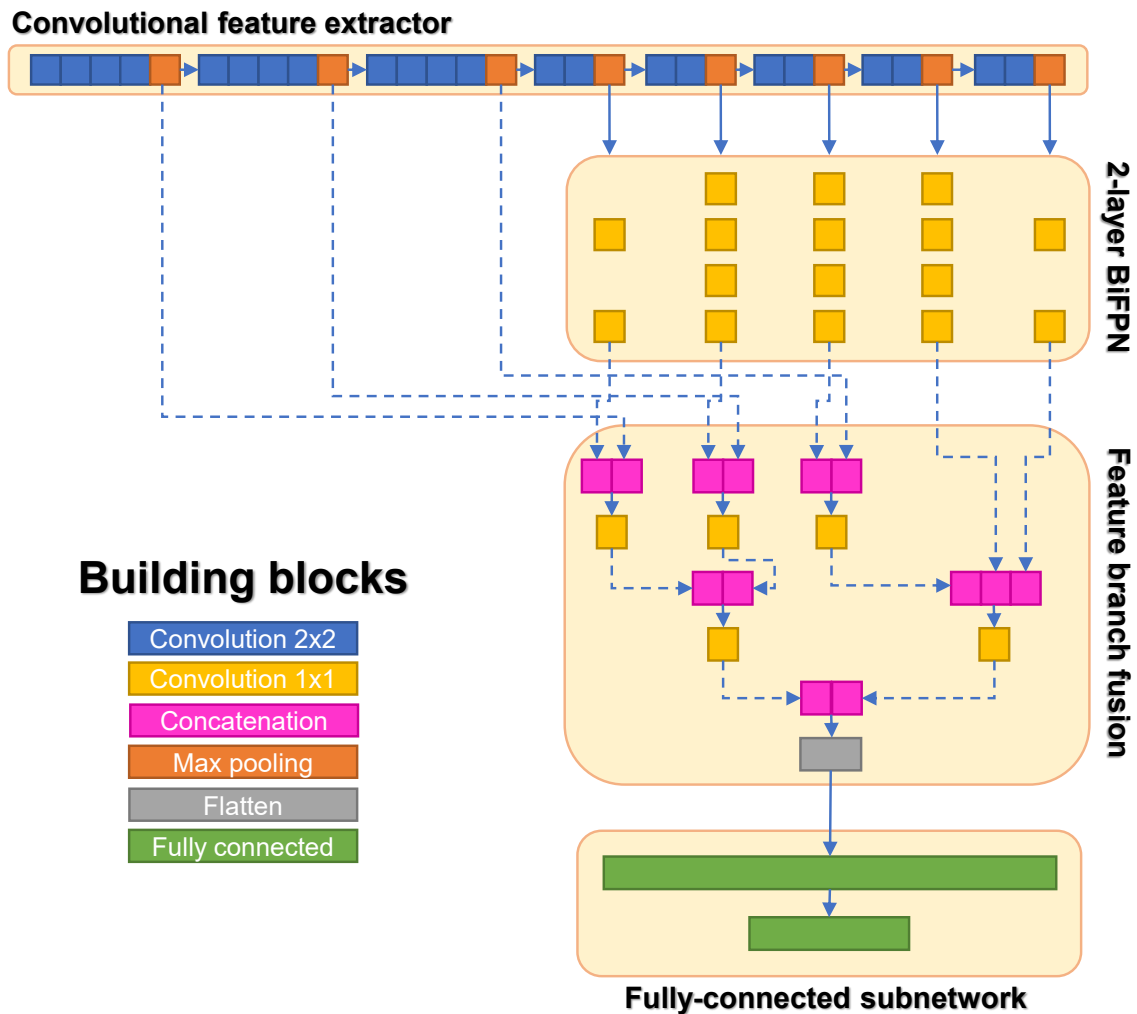 Convolutional feature extractor
2-layer BiFPN
Feature branch fusion
Building blocks
Convolution 2x2
Convolution 1x1
Concatenation
Max pooling
Flatten
Fully connected
Fully-connected subnetwork